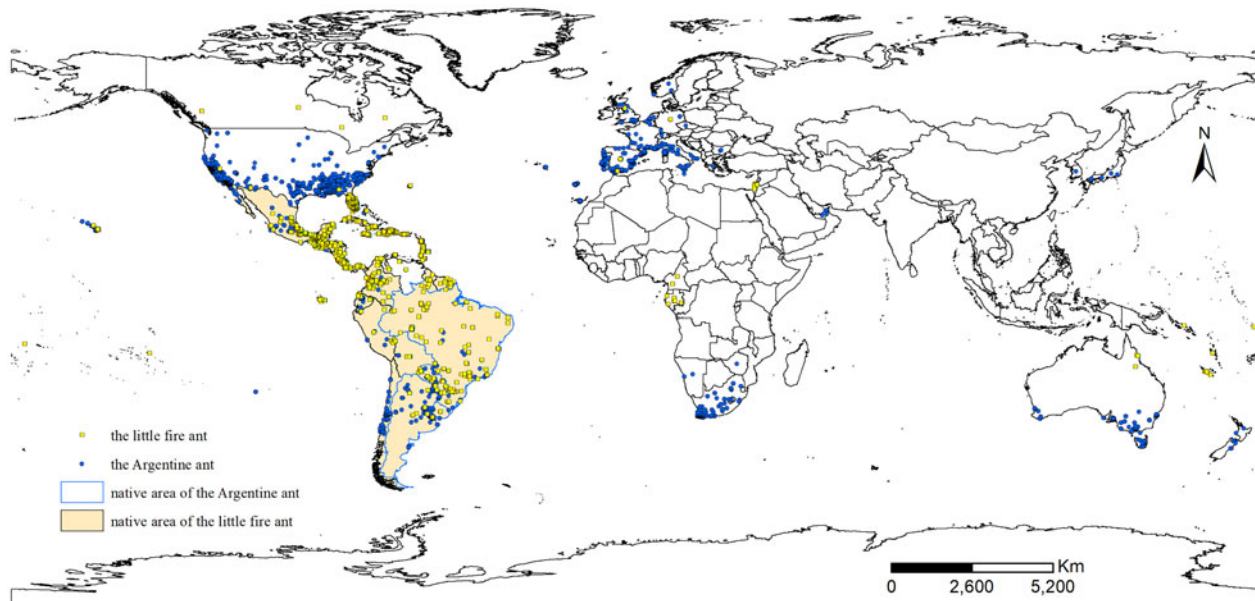 N
the little fire ant
the Argentine ant
native area of the Argentine ant
native area of the little fire ant
Km
0 2,600 5,200